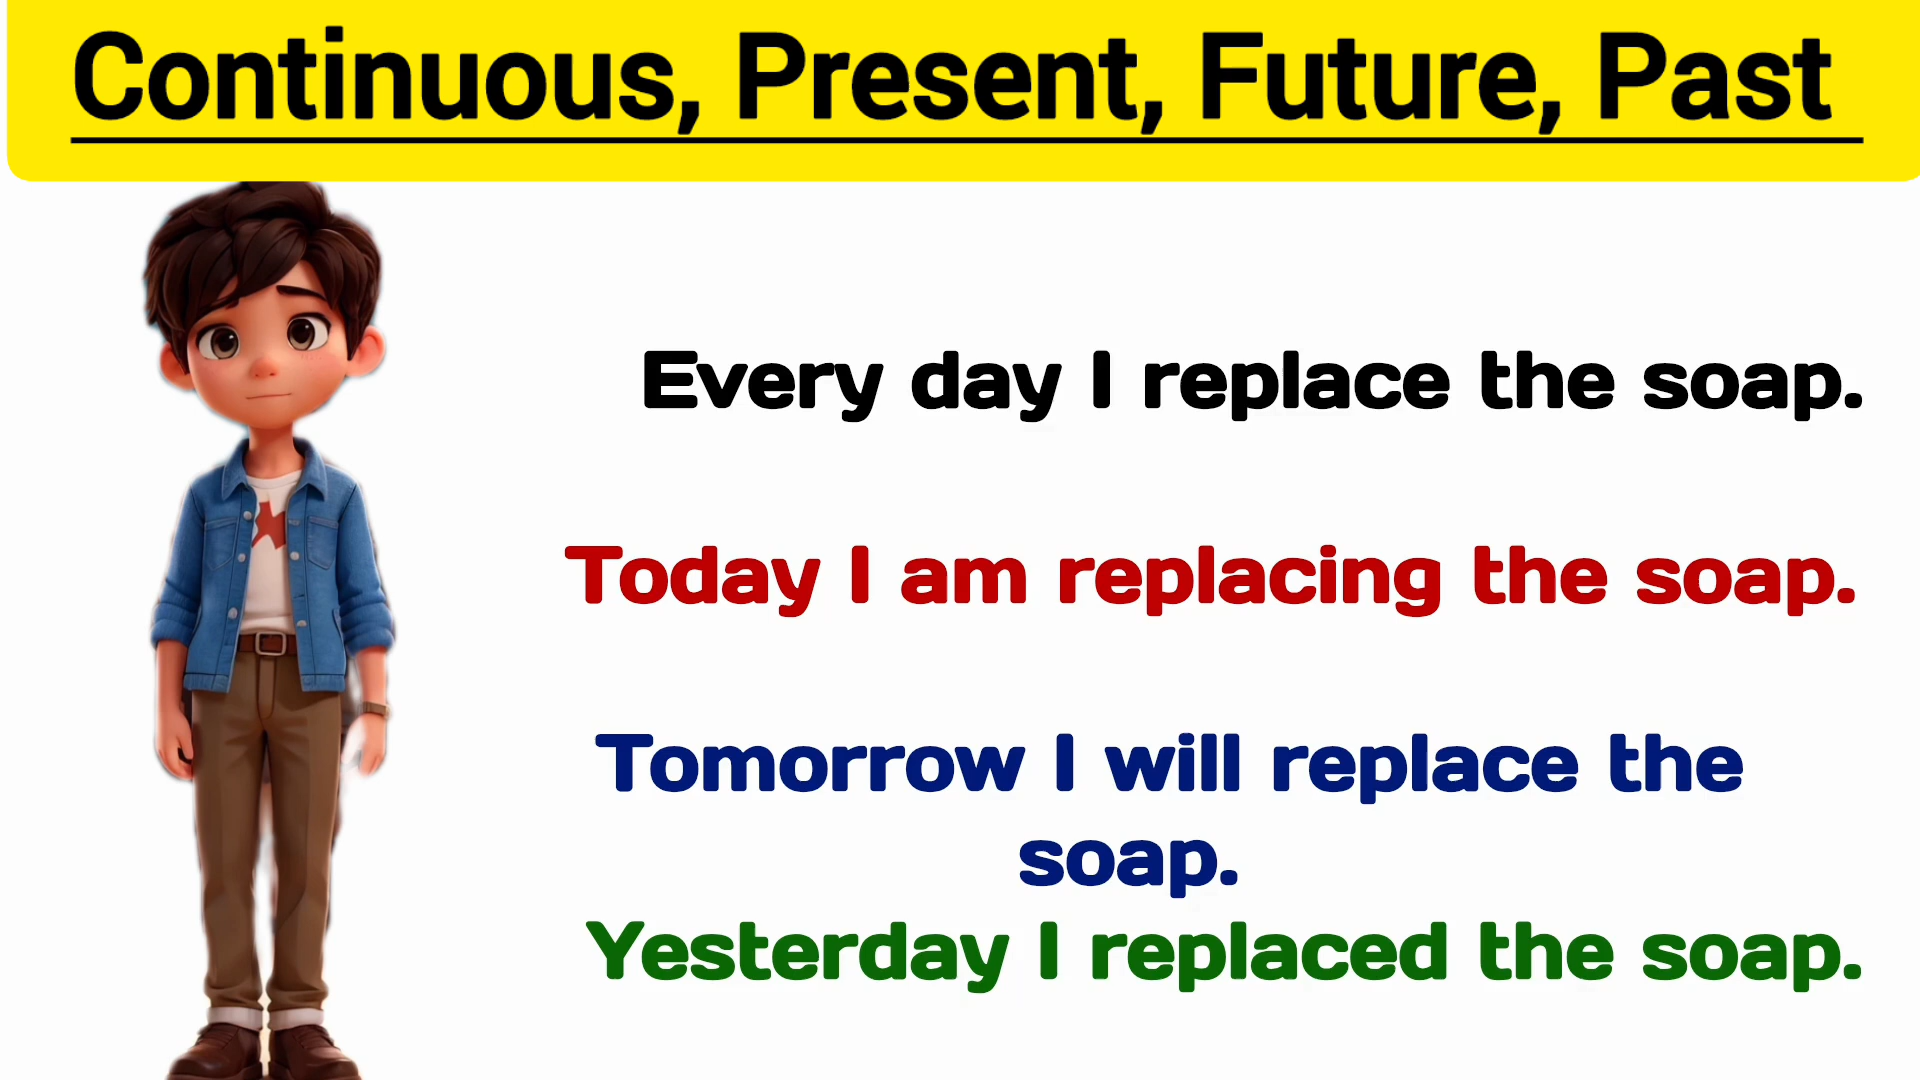 Continuous, Present, Future, Past
Every day I replace the soap.
Today I am replacing the soap.
Tomorrow I will replace the
soap.
Yesterday I replaced the soap.